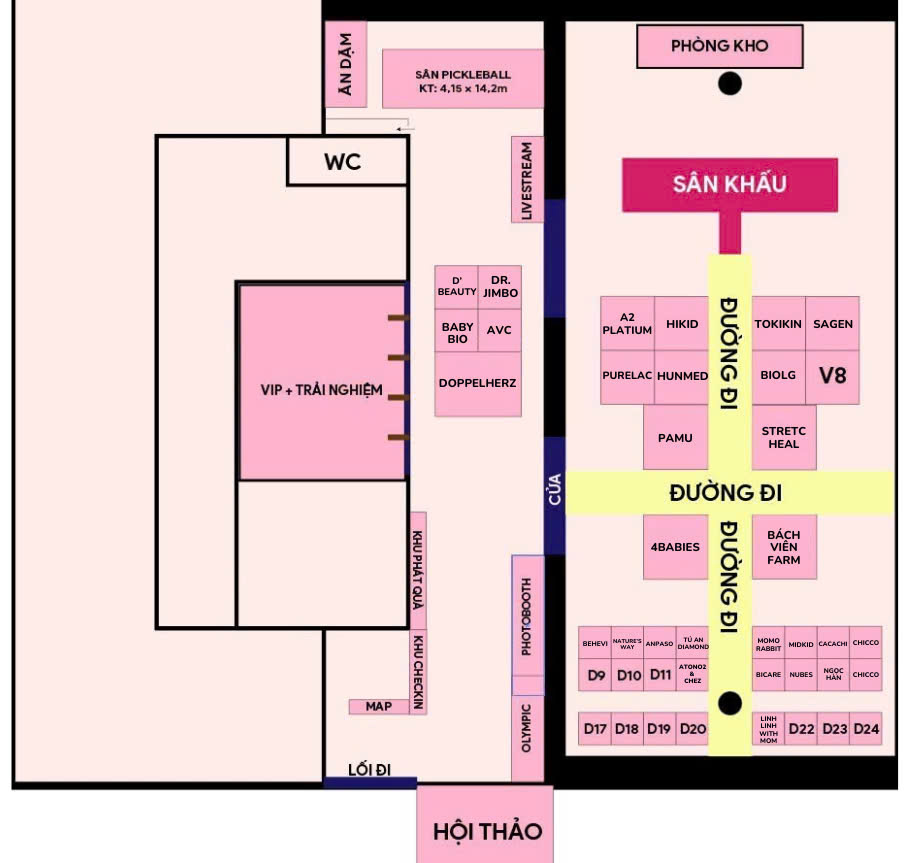 ĂN DẶM
SÂN PICKLEBALL
KT: 4,15 x 14,2m
PHÒNG KHO
WC
LIVESTREAM
SÂN KHẤU
D'
BEAUTY
DR.
JIMBO
BABY
BIO
AVC
DOPPELHERZ
VIP + TRẢI NGHIỆM
A2
PLATIUM
HIKID
ĐƯỜNG ĐI
TOKIKIN
SAGEN
PURELAC
HUNMED
BIOLG
V8
PAMU
STRETC
HEAL
CỬA
ĐƯỜNG ĐI
4BABIES
ĐƯỜNG ĐI
BÁCH
VIÊN
FARM
KHU PHÁT QUÀ
PHOTOBOOTH
KHU CHECKIN
BEHEVI
NATURE'S
WAY
ANPASO
TÚ AN
DIAMOND
MOMO
RABBIT
MIDKID
CACACHI
CHICCO
D9
D10
D11
ATONO2
&
CHEZ
BICARE
NUBES
NGỌC
HÂN
CHICCO
MAP
OLYMPIC
D17
D18
D19
D20
LINH
LINH
WITH
MOM
D22
D23
D24
LỐI ĐI
HỘI THẢO